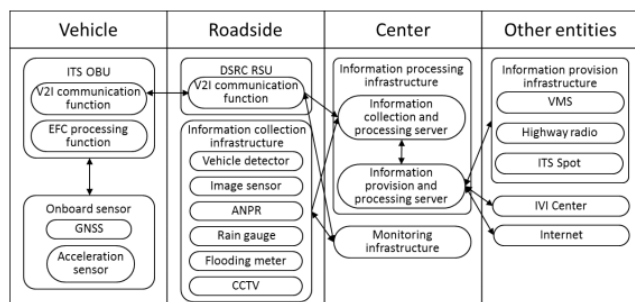 Vehicle
Roadside
Center
Other entities
ITS OBU
V2I communication
function
EFC processing
function
Onboard sensor
GNSS
Acceleration
sensor
DSRC RSU
V2I communication
function
Information collection
infrastructure
Vehicle detector
Image sensor
ANPR
Rain gauge
Flooding meter
CCTV
Information processing
infrastructure
Information
collection and
processing server
Information
provision and
processing server
Monitoring
infrastructure
Information provision
infrastructure
VMS
Highway radio
ITS Spot
IVI Center
Internet